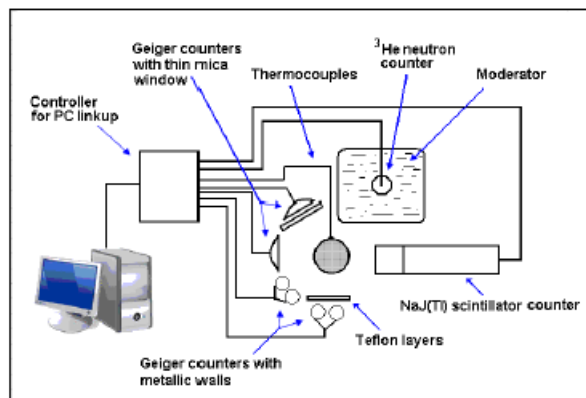 Geiger counters
with thin mica
window
³He neutron
counter
Thermocouples
Moderator
Controller
for PC linkup
NaJ(Tl) scintillator
counter
Teflon layers
Geiger counters with
metallic walls